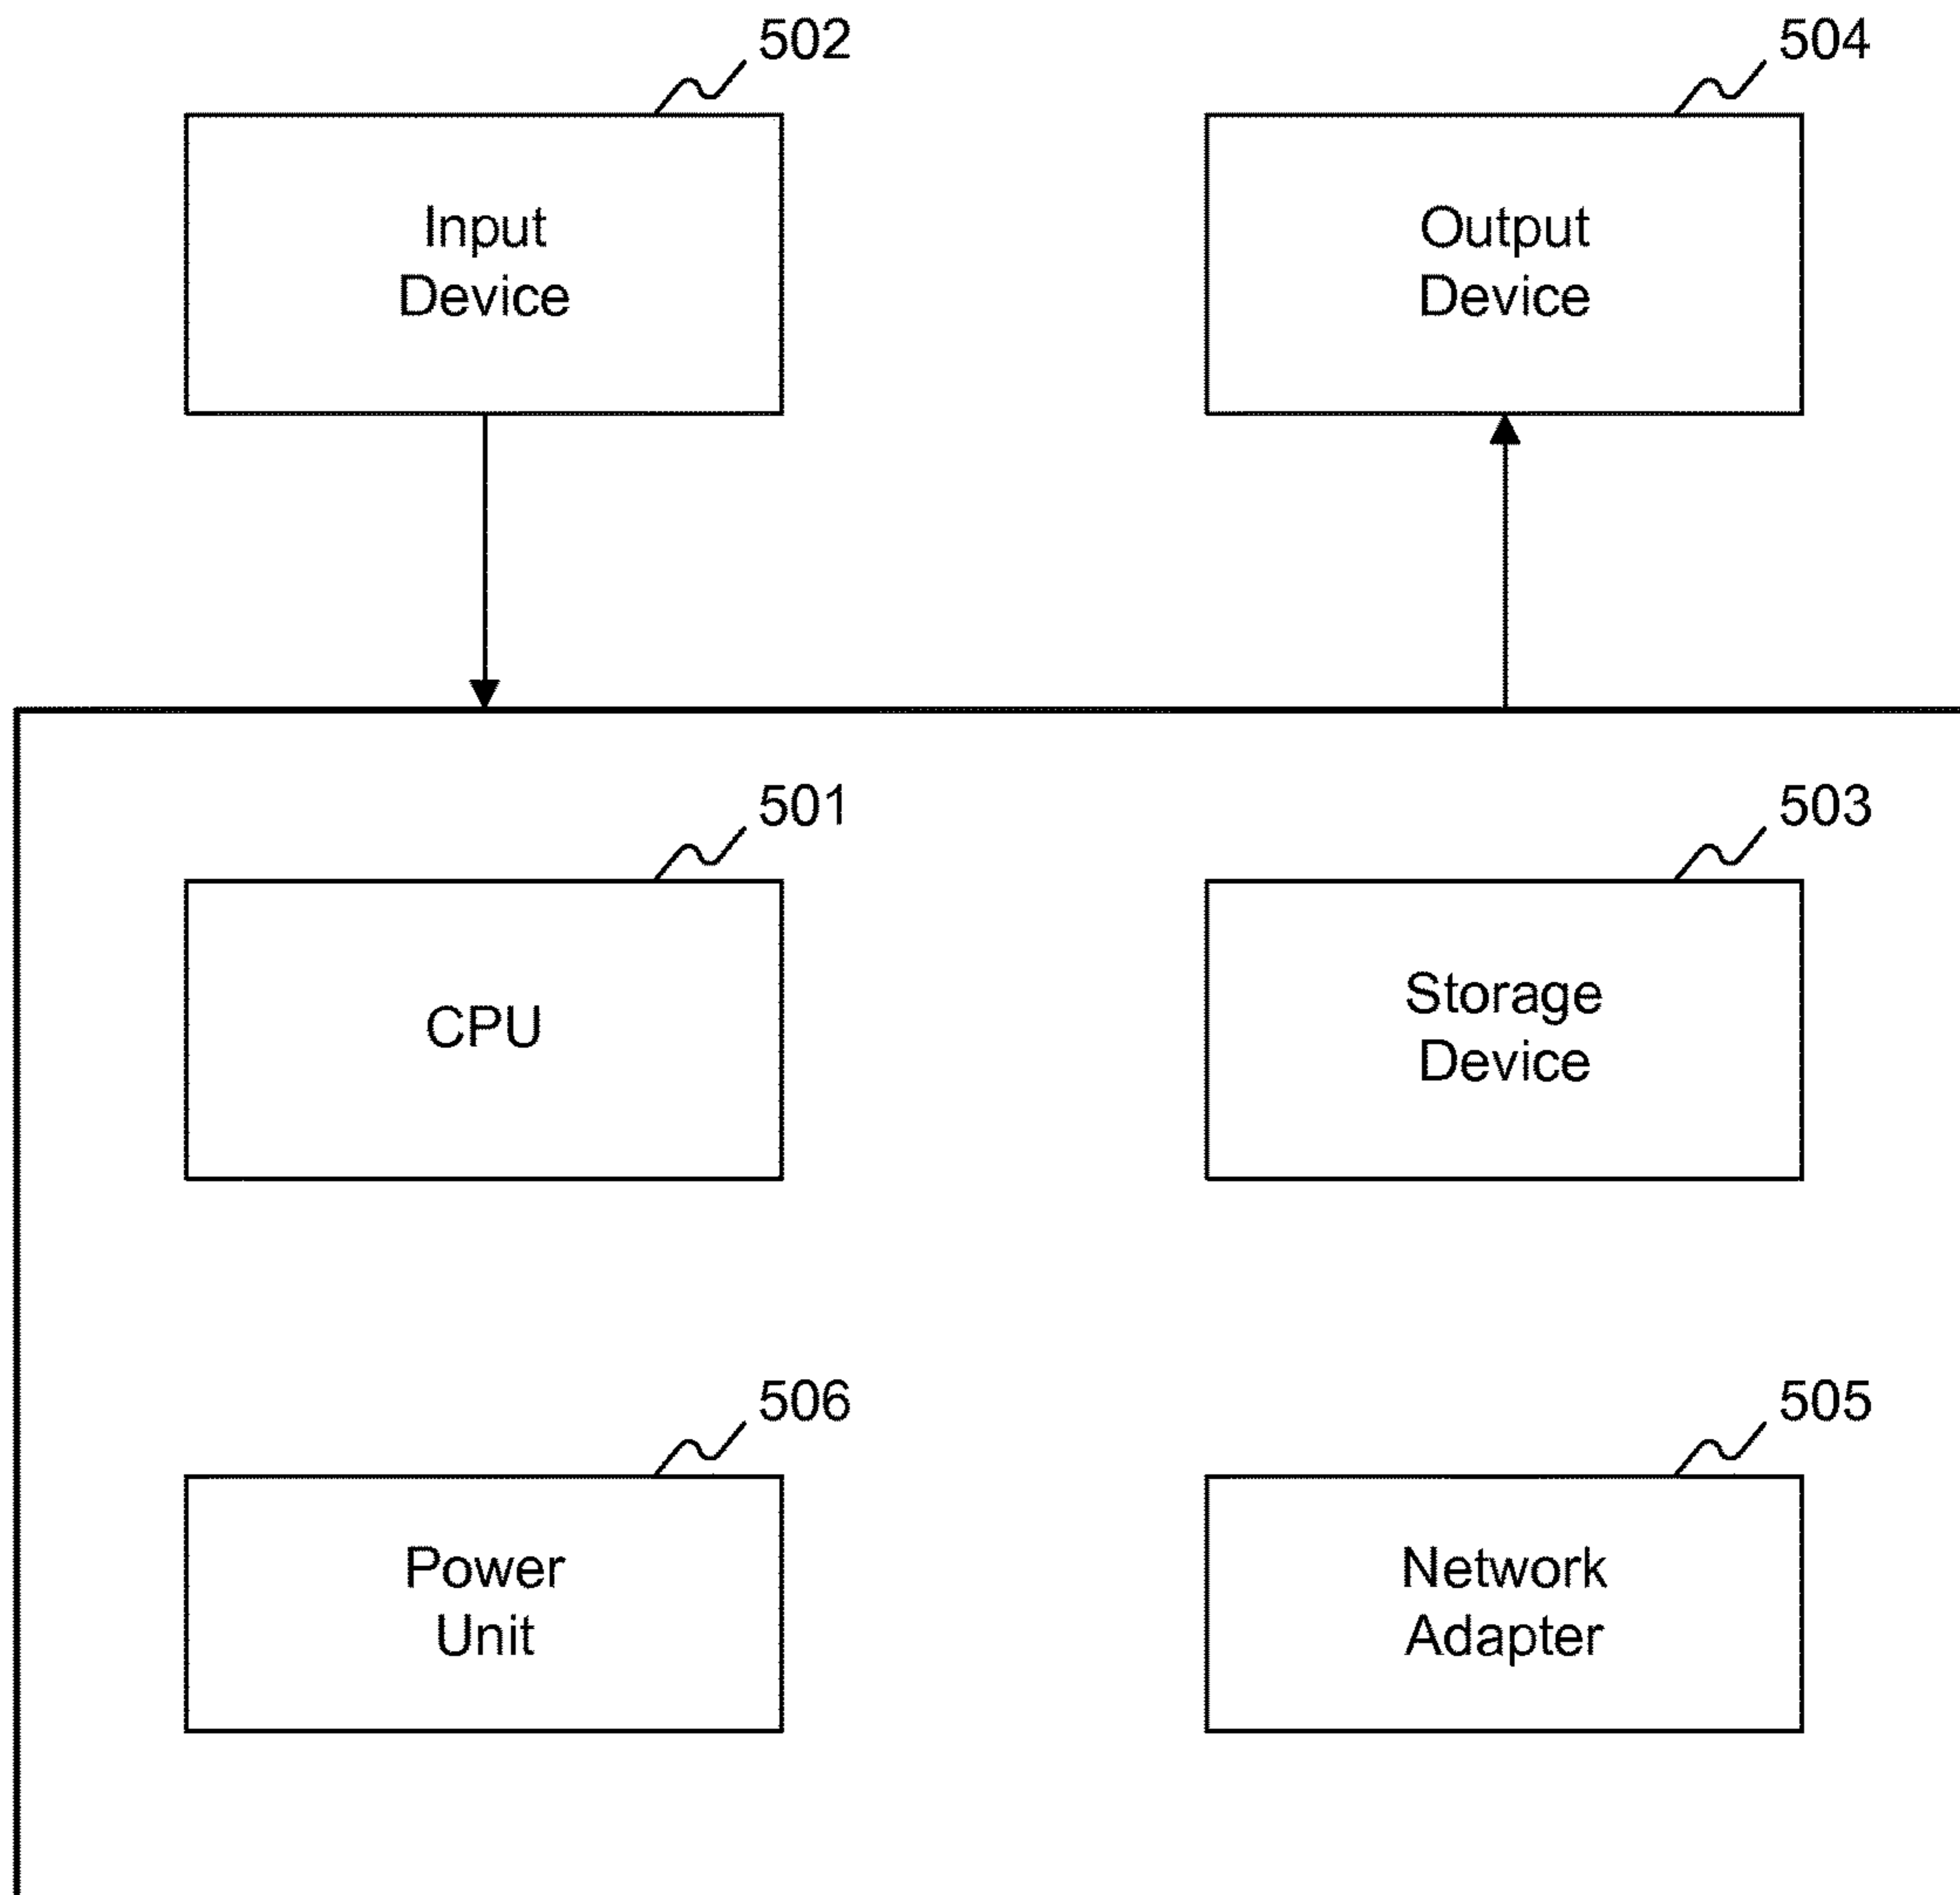 502
504
Input
Device
Output
Device
501
503
CPU
Storage
Device
506
505
Power
Unit
Network
Adapter